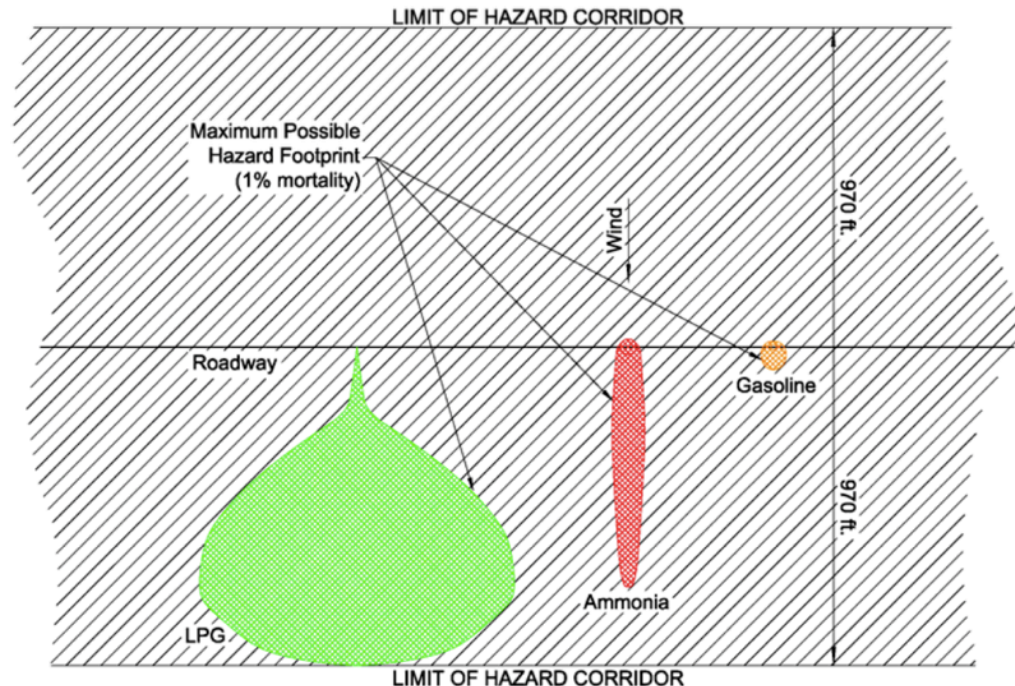 LIMIT OF HAZARD CORRIDOR
Maximum Possible
Hazard Footprint
(1% mortality)
970 ft.
Wind
Roadway
Gasoline
970 ft.
Ammonia
LPG
LIMIT OF HAZARD CORRIDOR